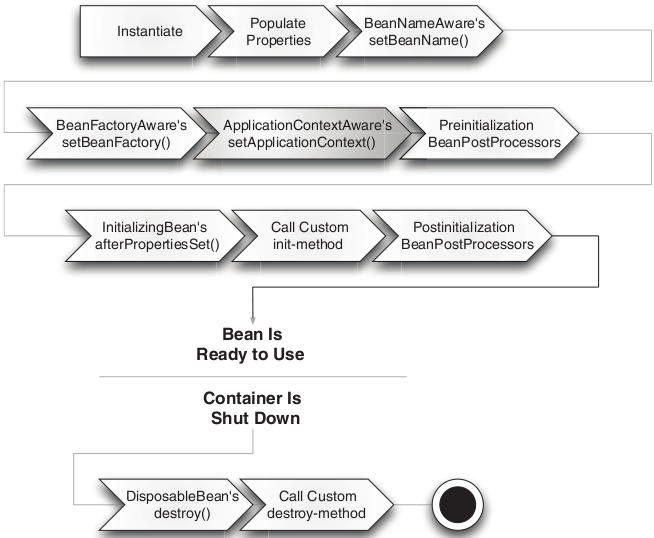 Instantiate
Populate
Properties
BeanNameAware's
setBeanName()
BeanFactoryAware's
setBeanFactory()
ApplicationContextAware's
setApplicationContext()
Preinitialization
BeanPostProcessors
InitializingBean's
afterPropertiesSet()
Call Custom
init-method
Postinitialization
BeanPostProcessors
Bean Is
Ready to Use
Container Is
Shut Down
DisposableBean's
destroy()
Call Custom
destroy-method